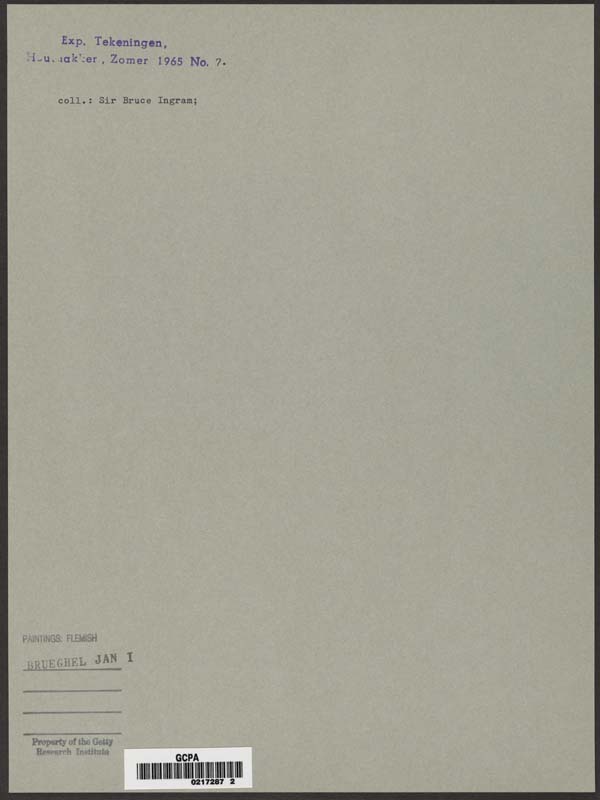 Exp. Tekeningen,
Houthakker, Zomer 1965 No. 7.
coll.: Sir Bruce Ingram;
PAINTINGS: FLEMISH
BRUEGHEL JAN I
Property of the Getty
Research Institute
GCPA
0217287 2